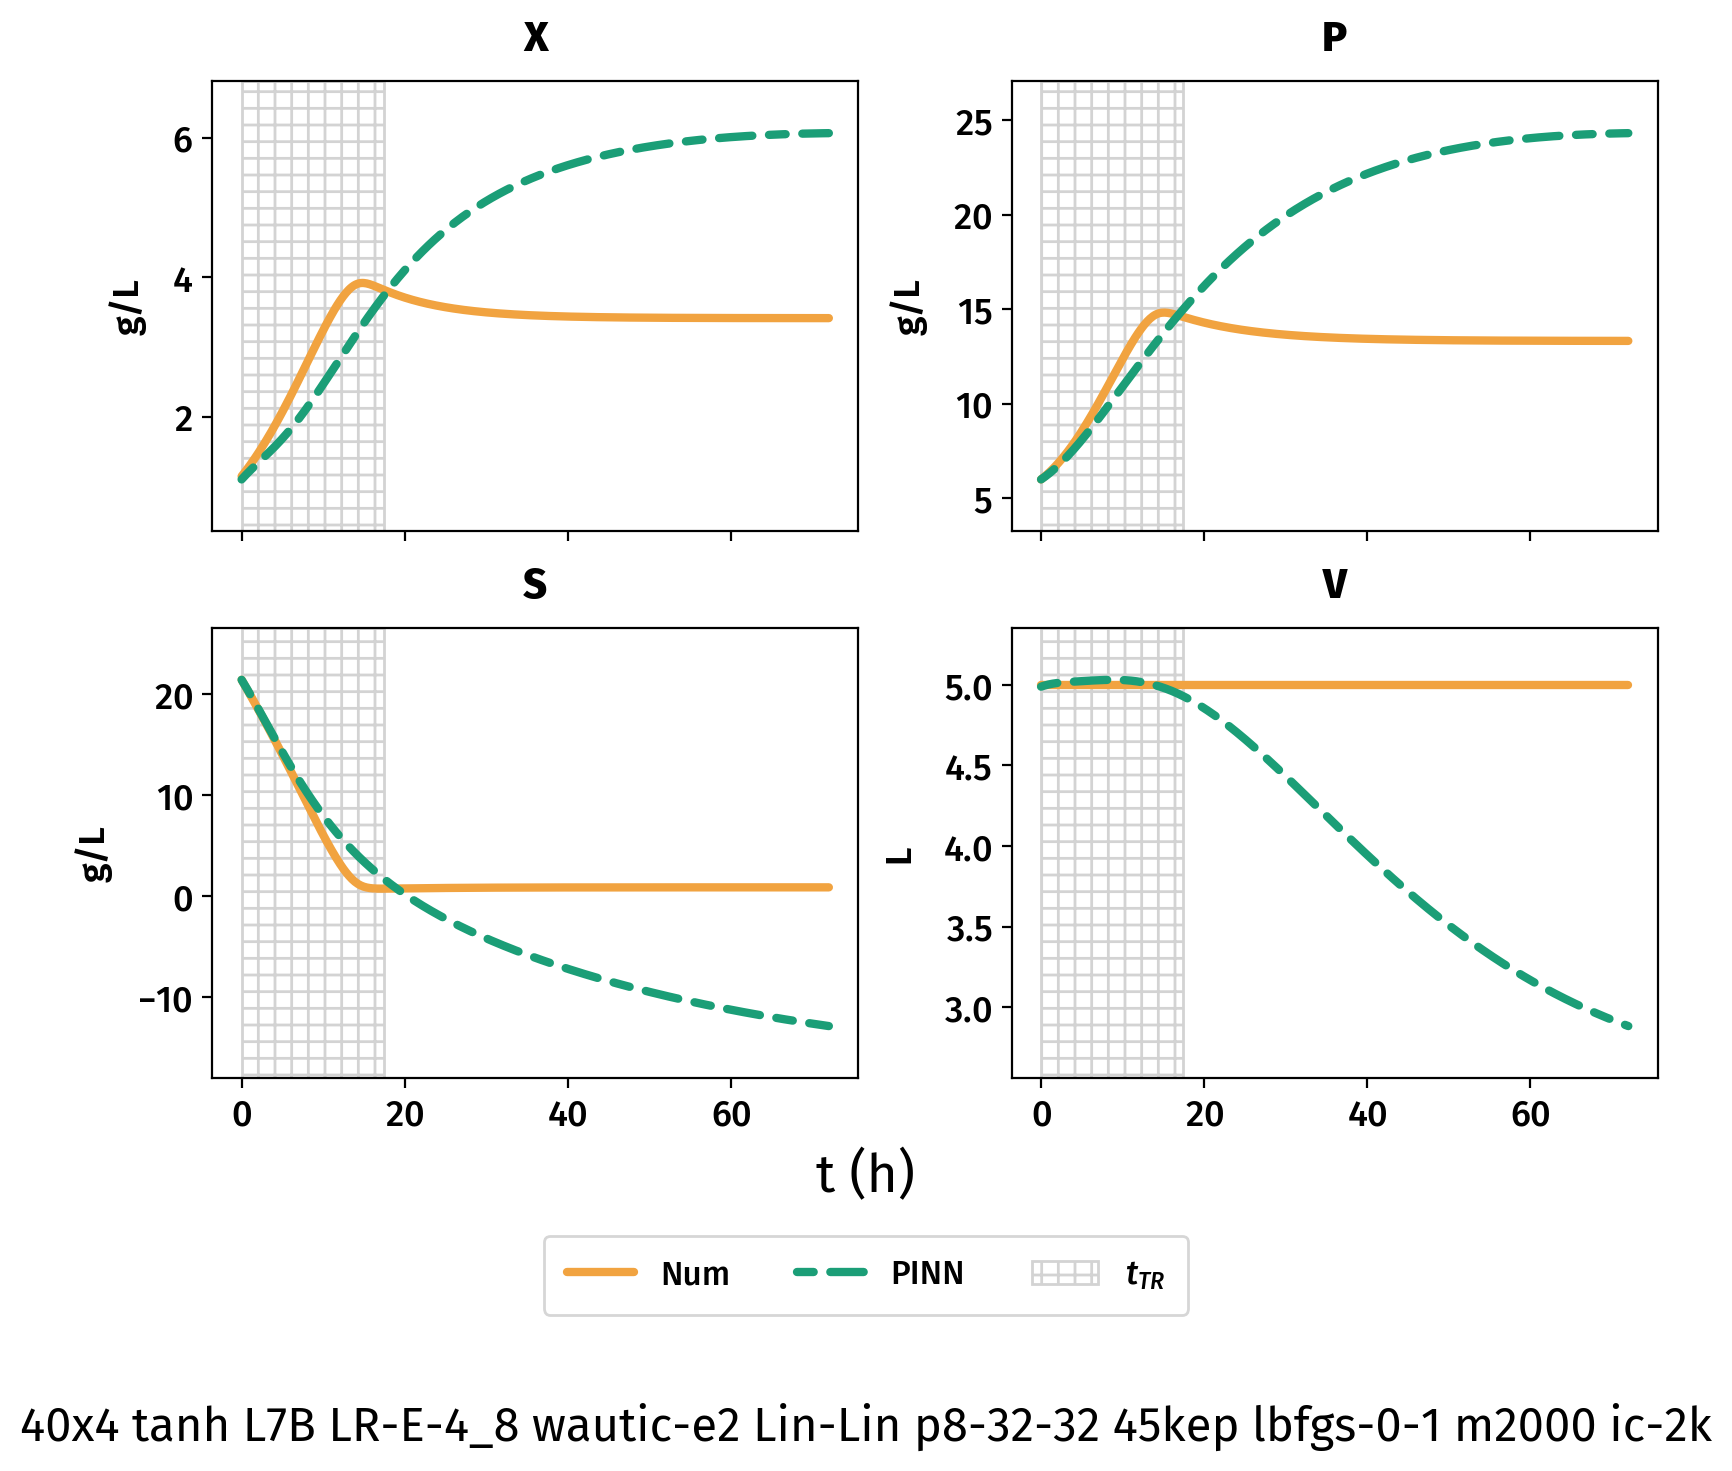 X
P
6
4
2
g/L
25
20
15
10
5
g/L
S
V
20
10
0
−10
g/L
5.0
4.5
4.0
3.5
3.0
L
0 20 40 60
0 20 40 60
t (h)
Num PINN t_TR
40x4 tanh L7B LR-E-4_8 wautic-e2 Lin-Lin p8-32-32 45kep lbfgs-0-1 m2000 ic-2k